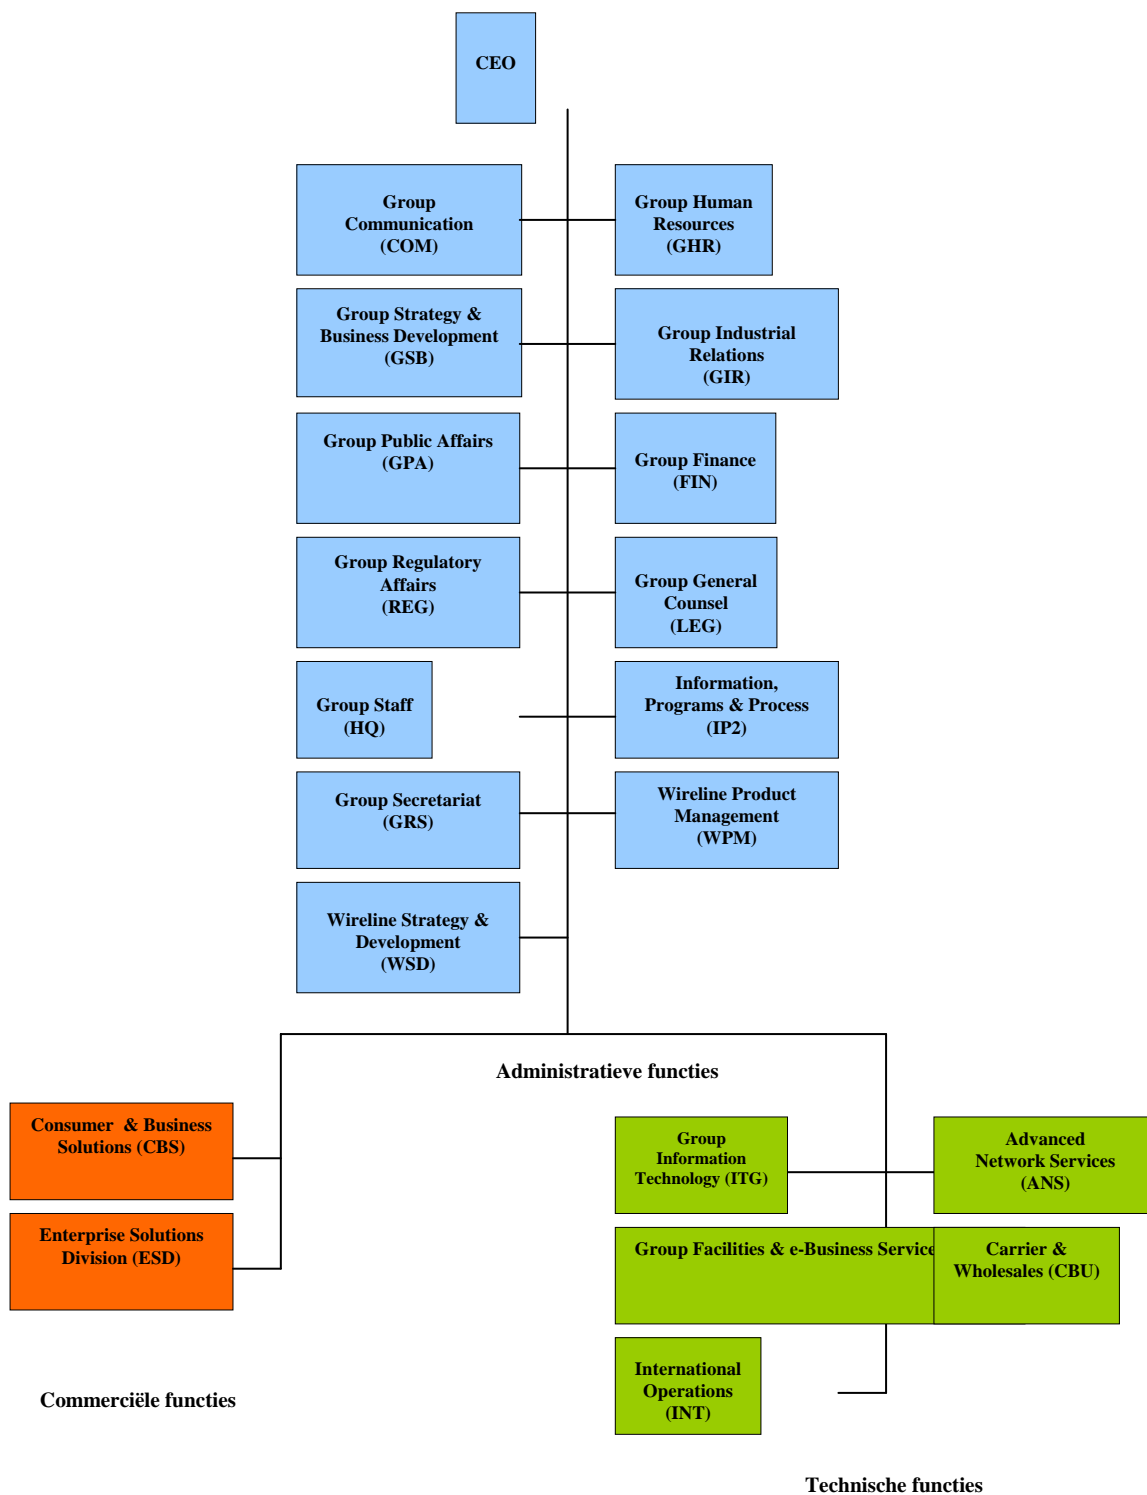 CEO
Group
Communication
(COM)
Group Human
Resources
(GHR)
Group Strategy &
Business Development
(GSB)
Group Industrial
Relations
(GIR)
Group Public Affairs
(GPA)
Group Finance
(FIN)
Group Regulatory
Affairs
(REG)
Group General
Counsel
(LEG)
Group Staff
(HQ)
Information,
Programs & Process
(IP2)
Group Secretariat
(GRS)
Wireline Product
Management
(WPM)
Wireline Strategy &
Development
(WSD)
Administratieve functies
Consumer & Business
Solutions (CBS)
Enterprise Solutions
Division (ESD)
Commerciële functies
Group
Information
Technology (ITG)
Advanced
Network Services
(ANS)
Group Facilities & e-Business Service
Carrier &
Wholesales (CBU)
International
Operations
(INT)
Technische functies